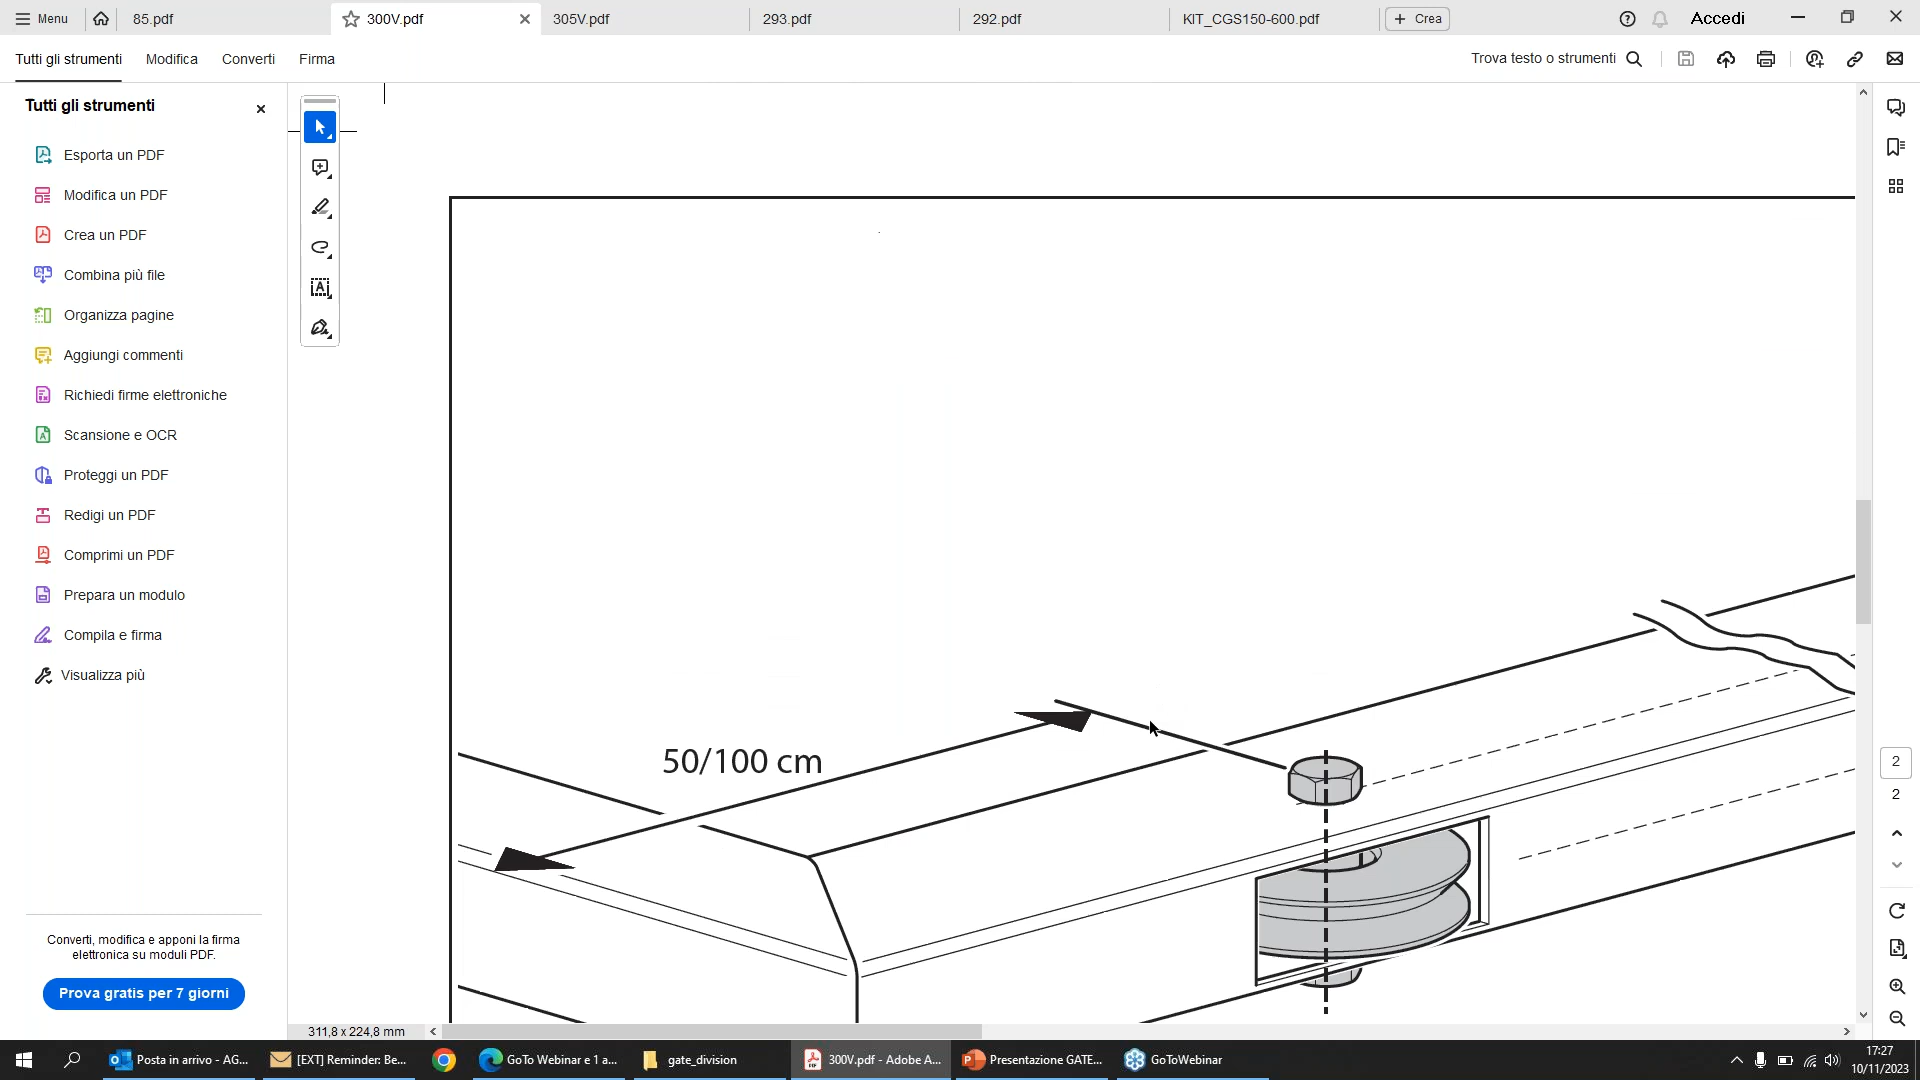 Menu
85.pdf
300V.pdf
305V.pdf
293.pdf
292.pdf
KIT_CGS150-600.pdf
Crea
Accedi
Tutti gli strumenti
Modifica
Converti
Firma
Trova testo o strumenti
Tutti gli strumenti
Esporta un PDF
Modifica un PDF
Crea un PDF
Combina più file
Organizza pagine
Aggiungi commenti
Richiedi firme elettroniche
Scansione e OCR
Proteggi un PDF
Redigi un PDF
Comprimi un PDF
Prepara un modulo
Compila e firma
Visualizza più
Converti, modifica e apponi la firma
elettronica su moduli PDF.
Prova gratis per 7 giorni
50/100 cm
2
2
311,8 x 224,8 mm
Posta in arrivo - AG...
[EXT] Reminder: Be...
GoTo Webinar e 1 a...
gate_division
300V.pdf - Adobe A...
Presentazione GATE...
GoToWebinar
17:27
10/11/2023